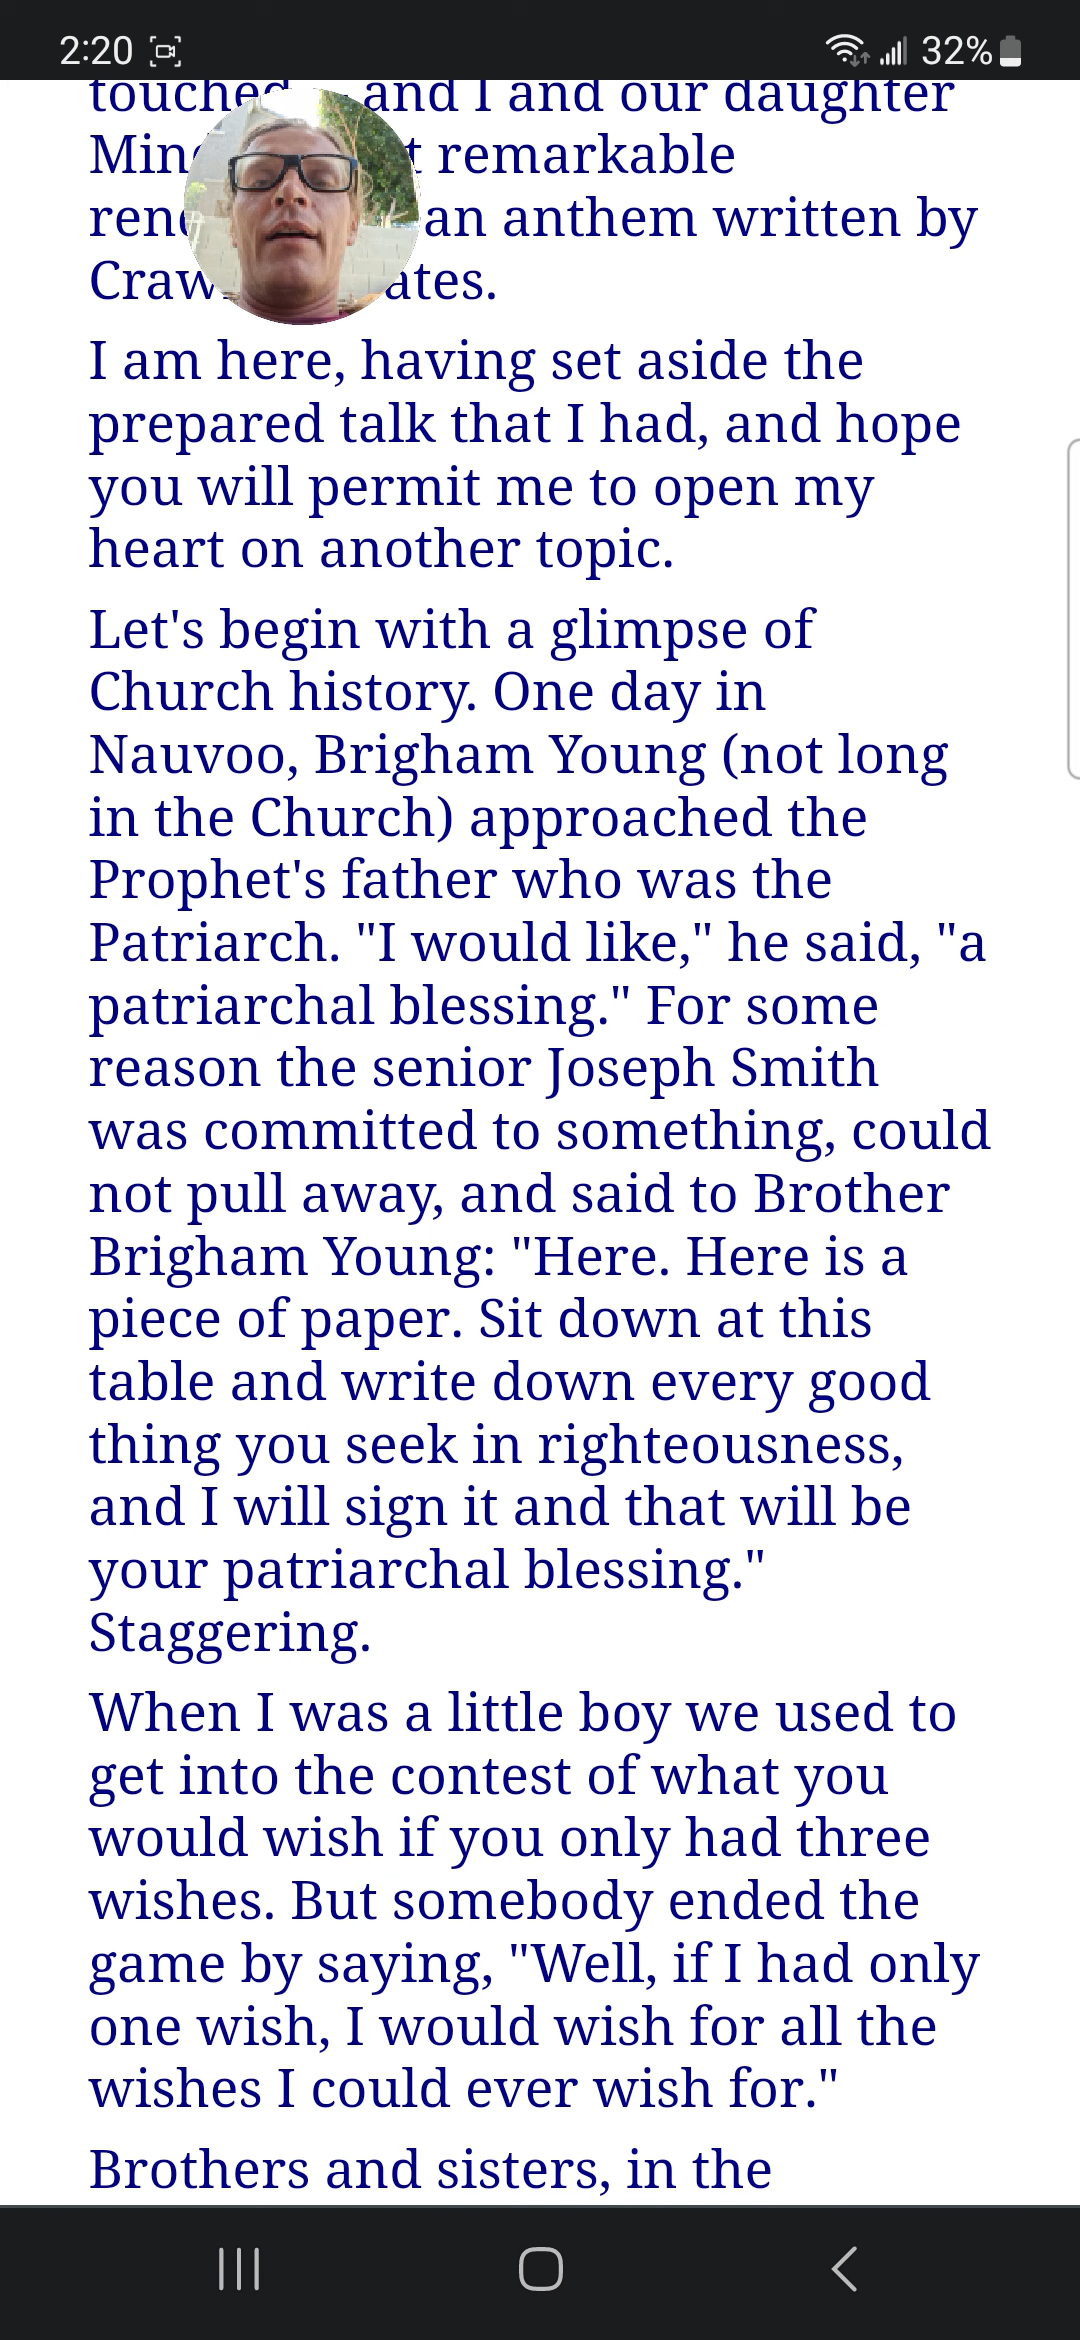 2:20 32%
touched and I and our daughter
remarkable
an anthem written by
I am here, having set aside the
prepared talk that I had, and hope
you will permit me to open my
heart on another topic.
Let's begin with a glimpse of
Church history. One day in
Nauvoo, Brigham Young (not long
in the Church) approached the
Prophet's father who was the
Patriarch. "I would like," he said, "a
patriarchal blessing." For some
reason the senior Joseph Smith
was committed to something, could
not pull away, and said to Brother
Brigham Young: "Here. Here is a
piece of paper. Sit down at this
table and write down every good
thing you seek in righteousness,
and I will sign it and that will be
your patriarchal blessing."
Staggering.
When I was a little boy we used to
get into the contest of what you
would wish if you only had three
wishes. But somebody ended the
game by saying, "Well, if I had only
one wish, I would wish for all the
wishes I could ever wish for."
Brothers and sisters, in the